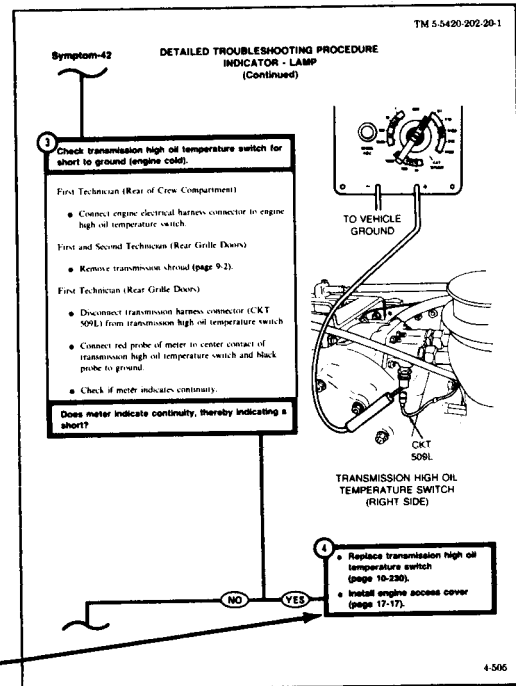 TM 5-5420-202-20-1
Symptom-42
DETAILED TROUBLESHOOTING PROCEDURE
INDICATOR - LAMP
(Continued)
3
Check transmission high oil temperature switch for
short to ground (engine cold).
First Technician (Rear of Crew Compartment)
• Connect engine electrical harness connector to engine
high oil temperature switch.
First and Second Technician (Rear Grille Doors)
• Remove transmission shroud (page 9-2).
First Technician (Rear Grille Doors)
• Disconnect transmission harness connector (CKT
509L) from transmission high oil temperature switch
• Connect red probe of meter to center contact of
transmission high oil temperature switch and black
probe to ground.
• Check if meter indicates continuity.
Does meter indicate continuity, thereby indicating a
short?
- +
TO VEHICLE
GROUND
CKT
509L
TRANSMISSION HIGH OIL
TEMPERATURE SWITCH
(RIGHT SIDE)
4
• Replace transmission high oil
temperature switch
(page 10-230).
• Install engine access cover
(page 17-17).
NO
YES
4-505